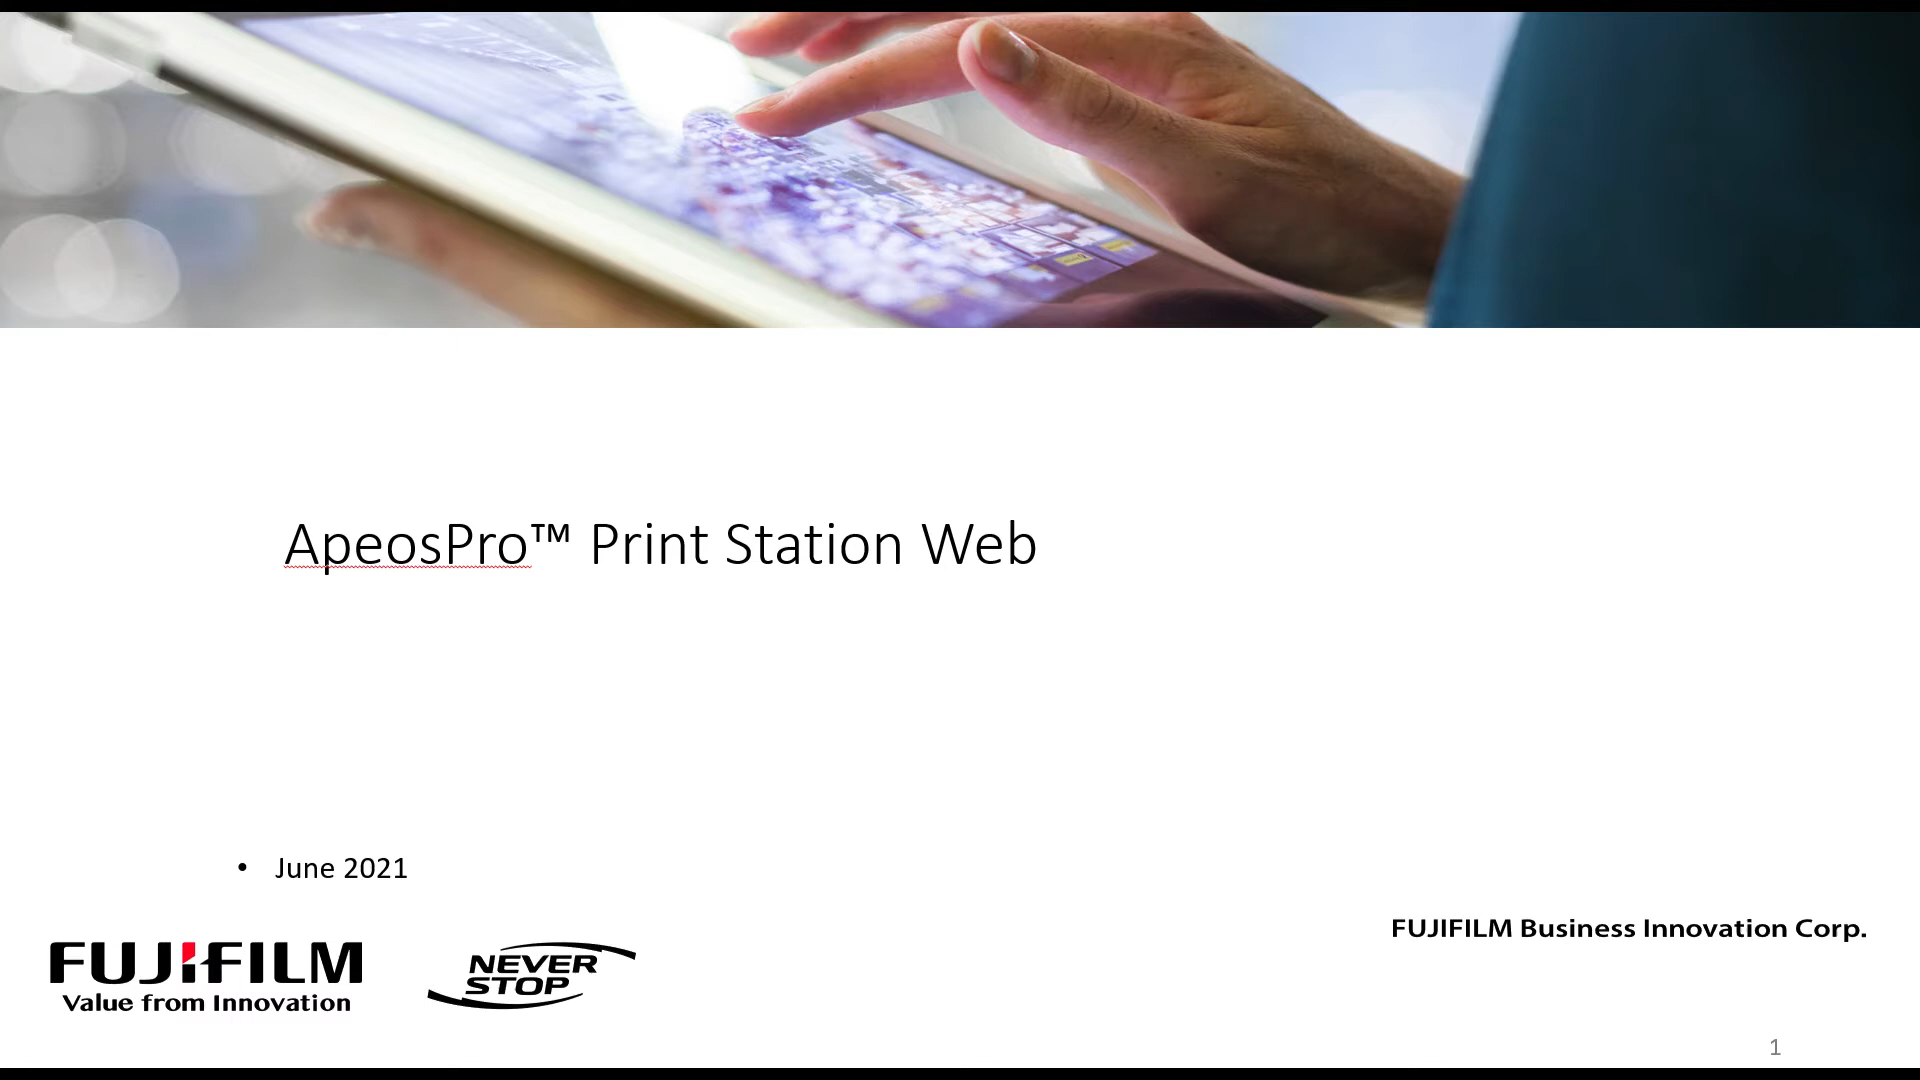 ApeosPro™ Print Station Web
• June 2021
FUJIFILM Business Innovation Corp.
FUJIFILM
Value from Innovation
NEVER
STOP
1